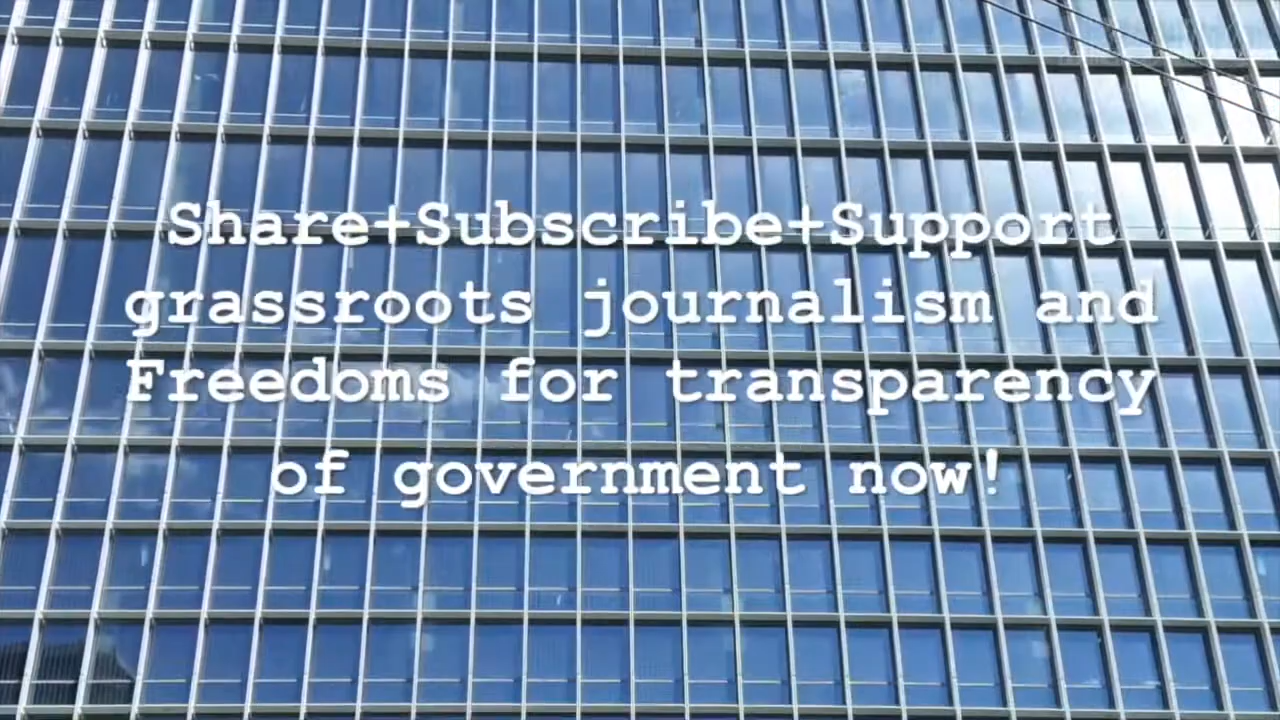 Share+Subscribe+Support
grassroots journalism and
Freedoms for transparency
of government now!